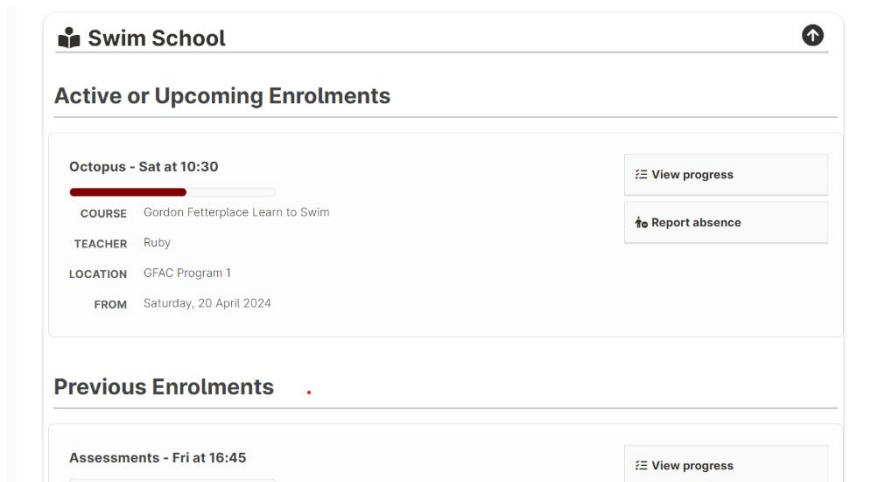 Swim School
Active or Upcoming Enrolments
Octopus - Sat at 10:30
View progress
COURSE Gordon Fetterplace Learn to Swim
Report absence
TEACHER Ruby
LOCATION GFAC Program 1
FROM Saturday, 20 April 2024
Previous Enrolments
Assessments - Fri at 16:45
View progress